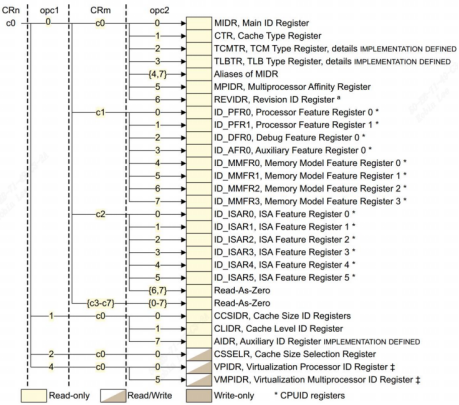 CRn opc1 CRm opc2
c0 0 c0 0 MIDR, Main ID Register
1 CTR, Cache Type Register
2 TCMTR, TCM Type Register, details IMPLEMENTATION DEFINED
3 TLBTR, TLB Type Register, details IMPLEMENTATION DEFINED
{4,7} Aliases of MIDR
5 MPIDR, Multiprocessor Affinity Register
6 REVIDR, Revision ID Register ª
c1 0 ID_PFR0, Processor Feature Register 0 *
1 ID_PFR1, Processor Feature Register 1 *
2 ID_DFR0, Debug Feature Register 0 *
3 ID_AFR0, Auxiliary Feature Register 0 *
4 ID_MMFR0, Memory Model Feature Register 0 *
5 ID_MMFR1, Memory Model Feature Register 1 *
6 ID_MMFR2, Memory Model Feature Register 2 *
7 ID_MMFR3, Memory Model Feature Register 3 *
c2 0 ID_ISAR0, ISA Feature Register 0 *
1 ID_ISAR1, ISA Feature Register 1 *
2 ID_ISAR2, ISA Feature Register 2 *
3 ID_ISAR3, ISA Feature Register 3 *
4 ID_ISAR4, ISA Feature Register 4 *
5 ID_ISAR5, ISA Feature Register 5 *
{6,7} Read-As-Zero
{c3-c7} {0-7} Read-As-Zero
1 c0 0 CCSIDR, Cache Size ID Registers
1 CLIDR, Cache Level ID Register
7 AIDR, Auxiliary ID Register IMPLEMENTATION DEFINED
2 c0 0 CSSELR, Cache Size Selection Register
4 c0 0 VPIDR, Virtualization Processor ID Register ‡
5 VMPIDR, Virtualization Multiprocessor ID Register ‡
Read-only Read/Write Write-only * CPUID registers